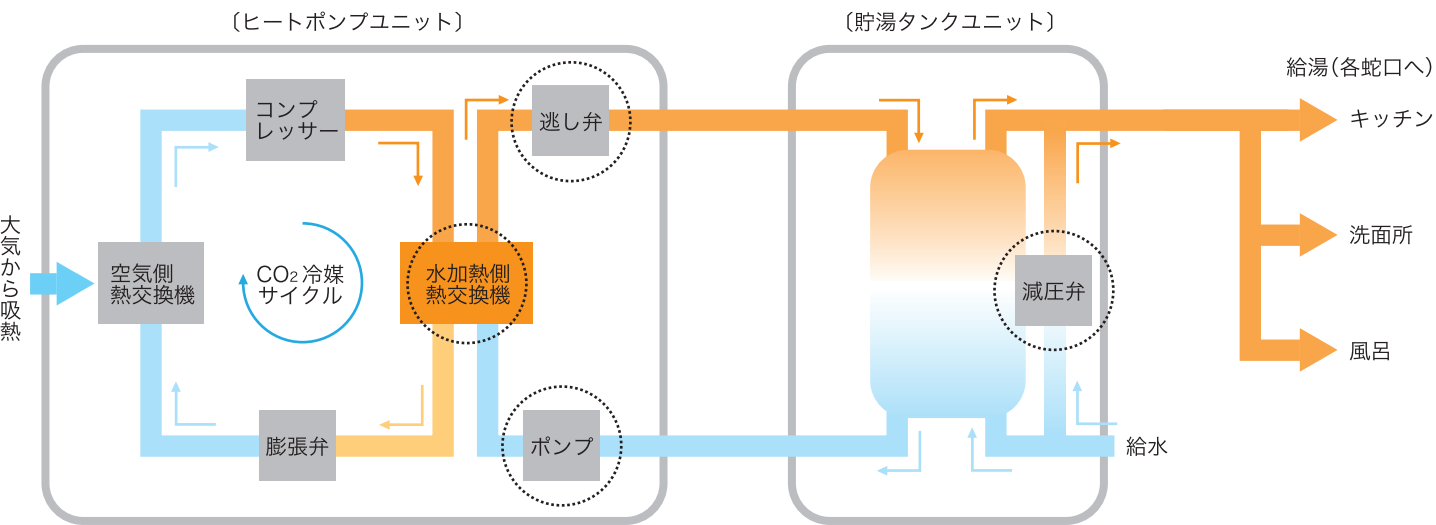 〔ヒートポンプユニット〕
〔貯湯タンクユニット〕
給湯（各蛇口へ）
コンプ
レッサー
逃し弁
キッチン
大気から吸熱
空気側
熱交換機
CO₂冷媒
サイクル
水加熱側
熱交換機
減圧弁
洗面所
風呂
膨張弁
ポンプ
給水